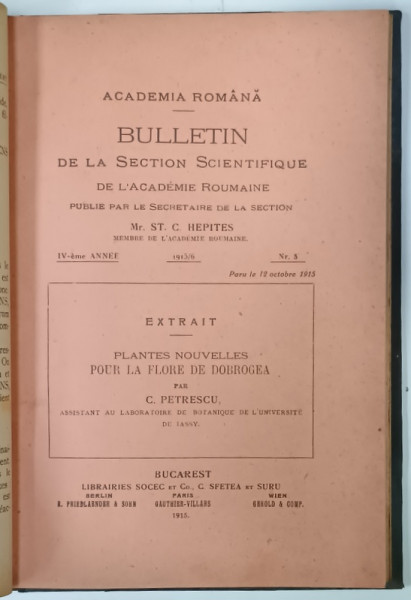 ACADEMIA ROMÂNĂ
BULLETIN
DE LA SECTION SCIENTIFIQUE
DE L'ACADÉMIE ROUMAINE
PUBLIÉ PAR LE SECRETAIRE DE LA SECTION
Mr. ST. C. HEPITES
MEMBRE DE L'ACADÉMIE ROUMAINE.
IV-ème ANNÉE 1915/6 Nr.
Paru le 12 octobre 1915
EXTRAIT
PLANTES NOUVELLES
POUR LA FLORE DE DOBROGEA
PAR
C. PETRESCU,
ASSISTANT AU LABORATOIRE DE BOTANIQUE DE L'UNIVERSITÉ
DE IASSY.
BUCAREST
LIBRAIRIES SOCEC ET Co., C. SFETEA ET SURU
BERLIN PARIS WIEN
R. FRIEDLAENDER & SOHN GAUTHIER-VILLARS GEROLD & COMP.
1915.